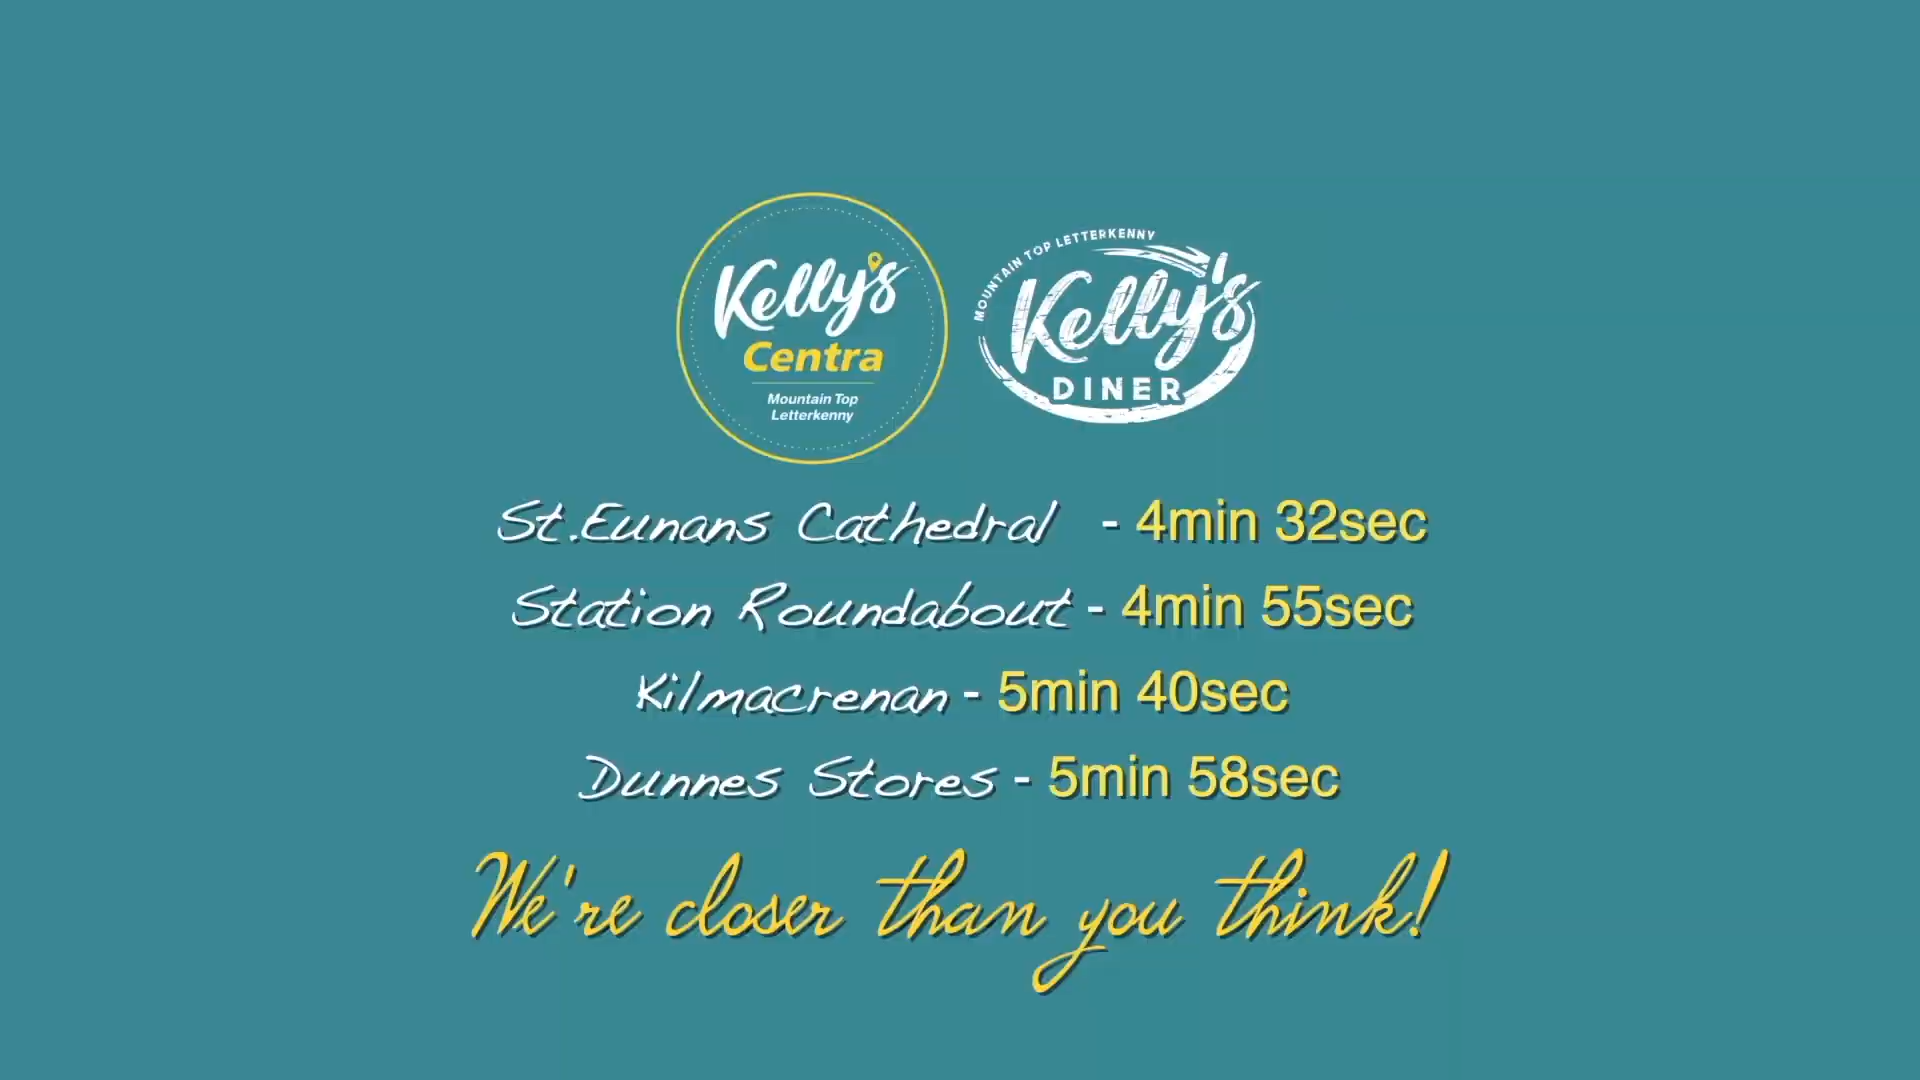 Kelly's
Centra
Mountain Top
Letterkenny
MOUNTAIN TOP LETTERKENNY
Kelly's
DINER
St.Eunans Cathedral - 4min 32sec
Station Roundabout - 4min 55sec
Kilmacrenan - 5min 40sec
Dunnes Stores - 5min 58sec
We're closer than you think!